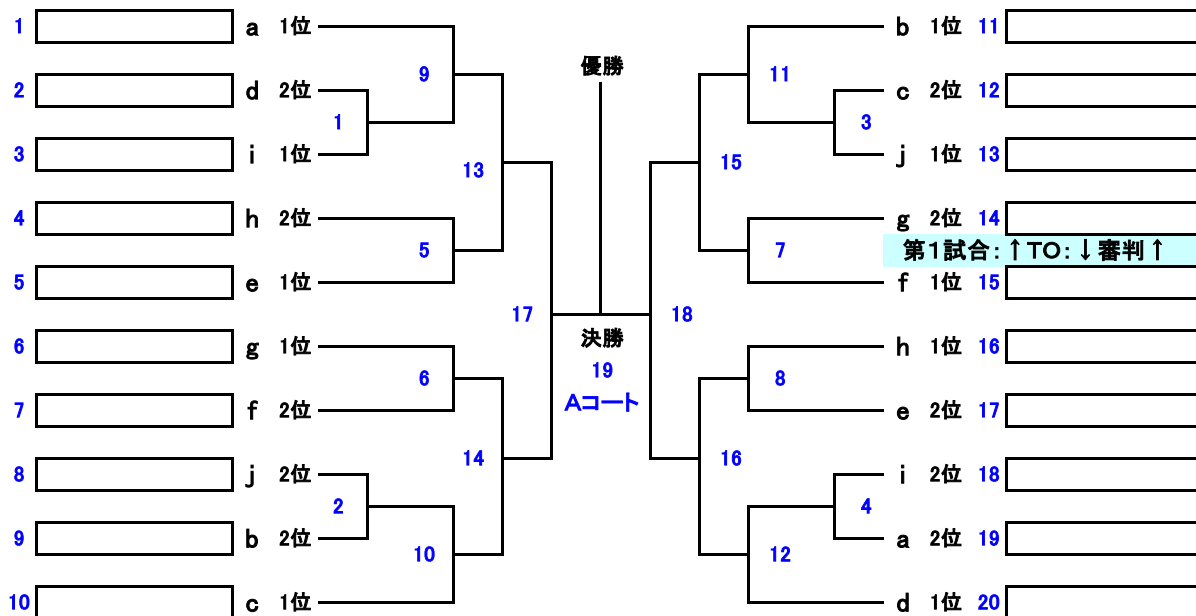 1 a 1位 b 1位 11
優勝
9 11
2 d 2位 c 2位 12
1 3
3 i 1位 j 1位 13
13 15
4 h 2位 g 2位 14
5 7 第1試合:↑TO:↓審判↑
5 e 1位 f 1位 15
17 18
決勝
6 g 1位 h 1位 16
19
6 8
Aコート
7 f 2位 e 2位 17
14 16
8 j 2位 i 2位 18
2 4
9 b 2位 a 2位 19
10 12
10 c 1位 d 1位 20